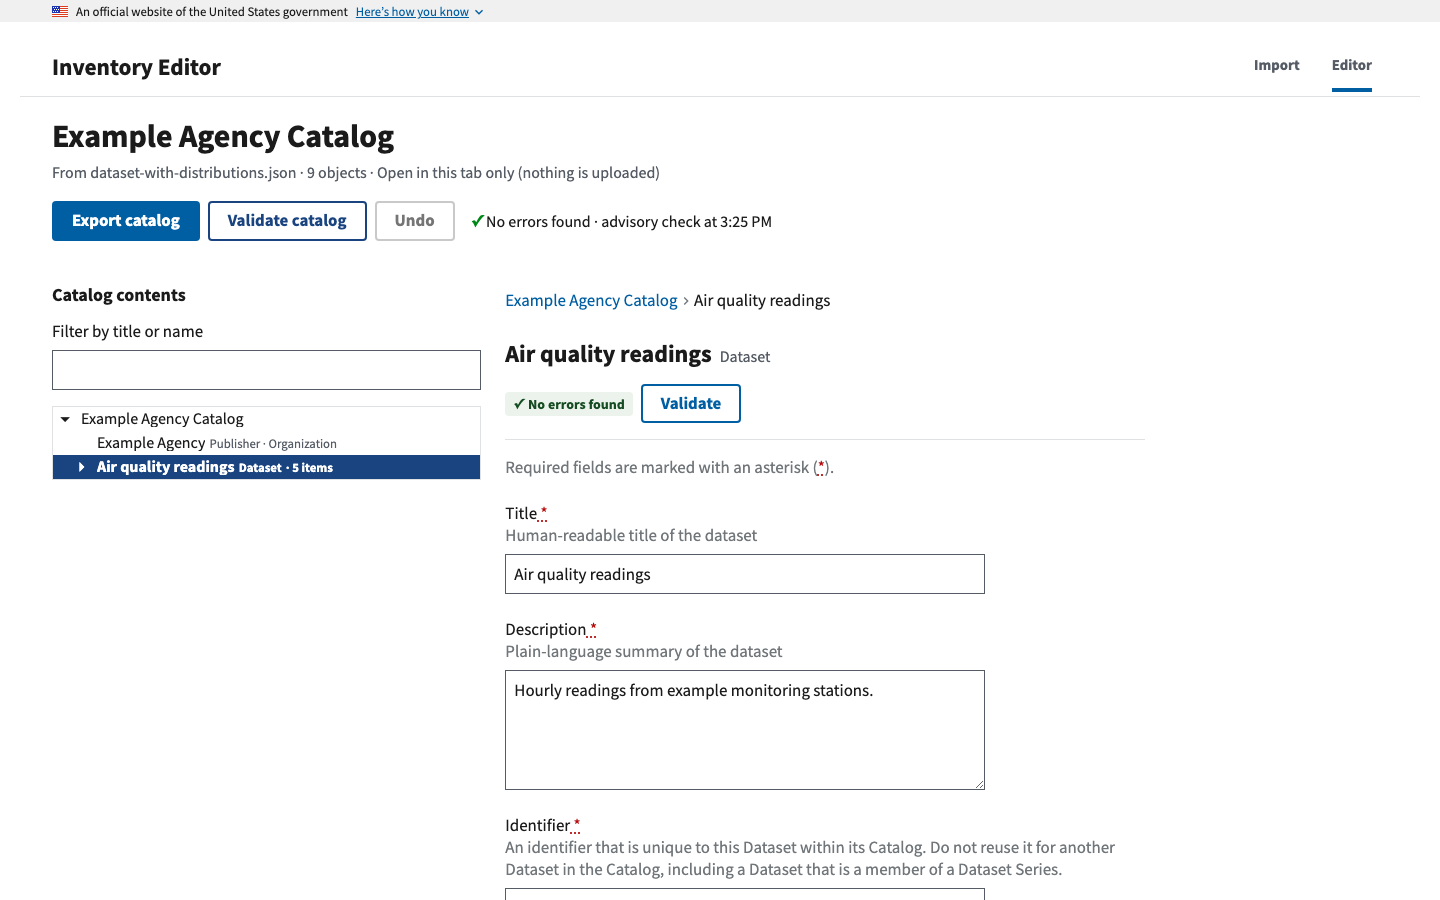 An official website of the United States government Here's how you know
Inventory Editor
Import Editor
Example Agency Catalog
From dataset-with-distributions.json · 9 objects · Open in this tab only (nothing is uploaded)
Export catalog Validate catalog Undo ✓No errors found · advisory check at 3:25 PM
Catalog contents
Filter by title or name
Example Agency Catalog
Example Agency Publisher · Organization
Air quality readings Dataset · 5 items
Example Agency Catalog › Air quality readings
Air quality readings Dataset
✓ No errors found Validate
Required fields are marked with an asterisk (*).
Title *
Human-readable title of the dataset
Air quality readings
Description *
Plain-language summary of the dataset
Hourly readings from example monitoring stations.
Identifier *
An identifier that is unique to this Dataset within its Catalog. Do not reuse it for another
Dataset in the Catalog, including a Dataset that is a member of a Dataset Series.